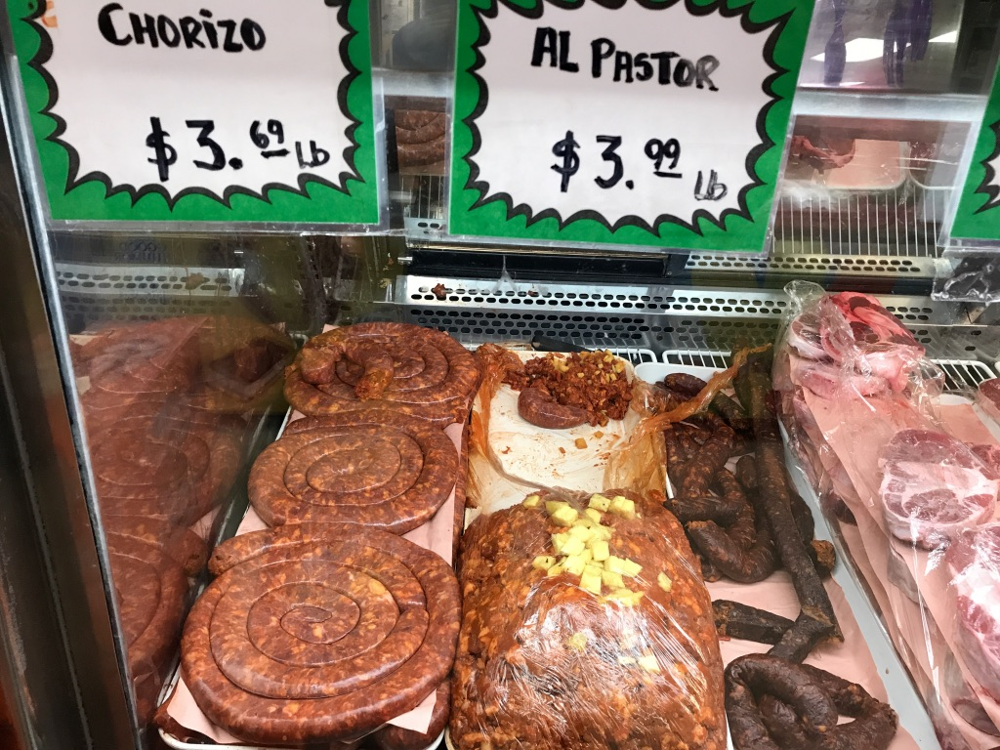 CHORIZO
$3.69 Lb
AL PASTOR
$3.99 Lb